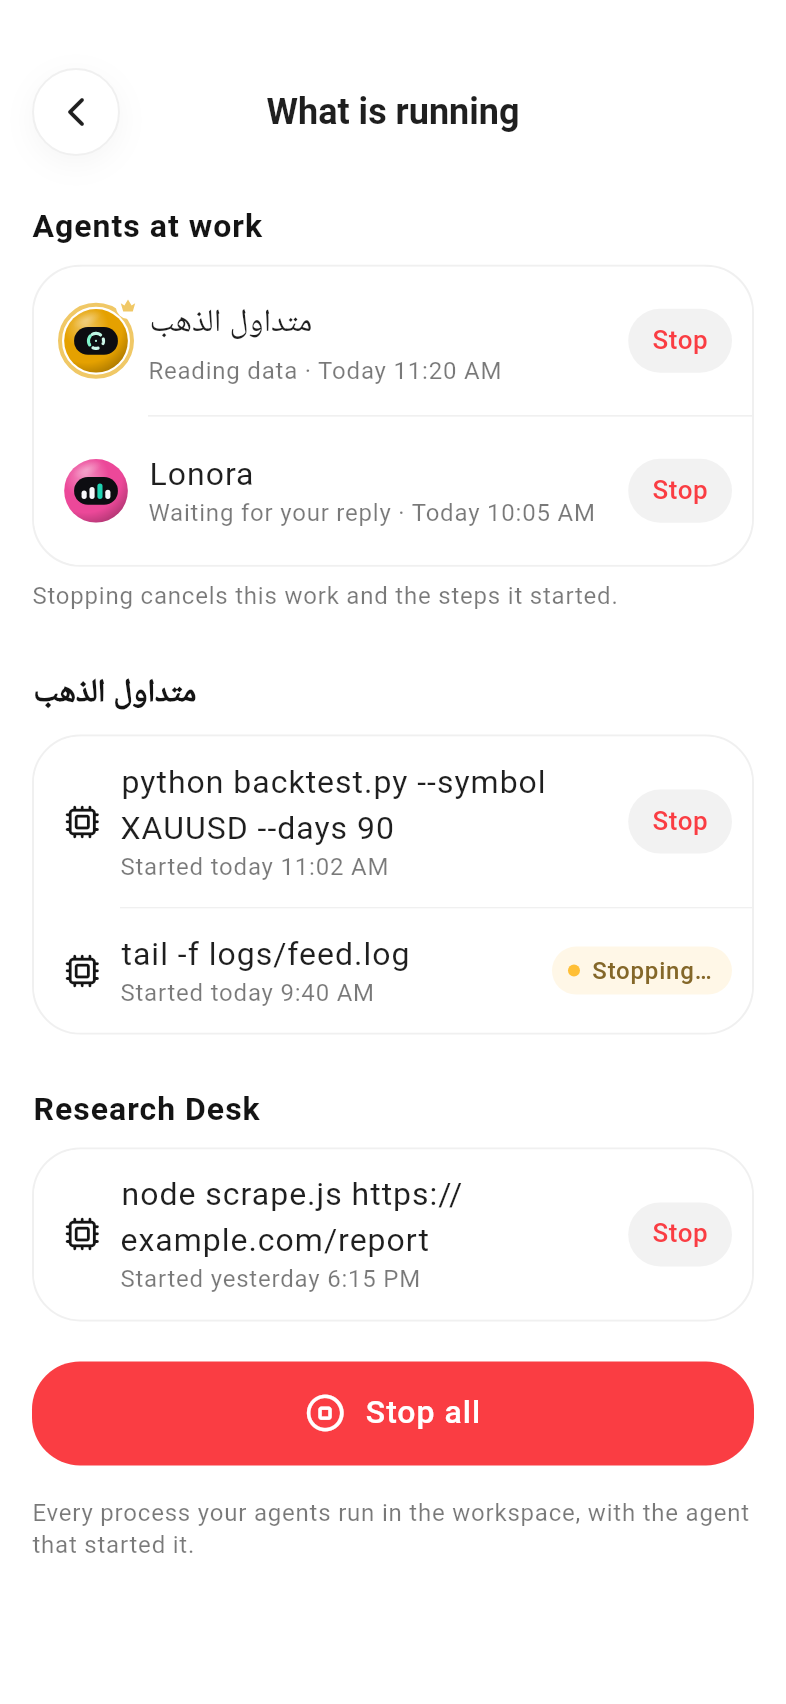 What is running
Agents at work
متداول الذهب
Reading data · Today 11:20 AM
Stop
Lonora
Waiting for your reply · Today 10:05 AM
Stop
Stopping cancels this work and the steps it started.
متداول الذهب
python backtest.py --symbol
XAUUSD --days 90
Started today 11:02 AM
Stop
tail -f logs/feed.log
Started today 9:40 AM
Stopping…
Research Desk
node scrape.js https://
example.com/report
Started yesterday 6:15 PM
Stop
Stop all
Every process your agents run in the workspace, with the agent
that started it.